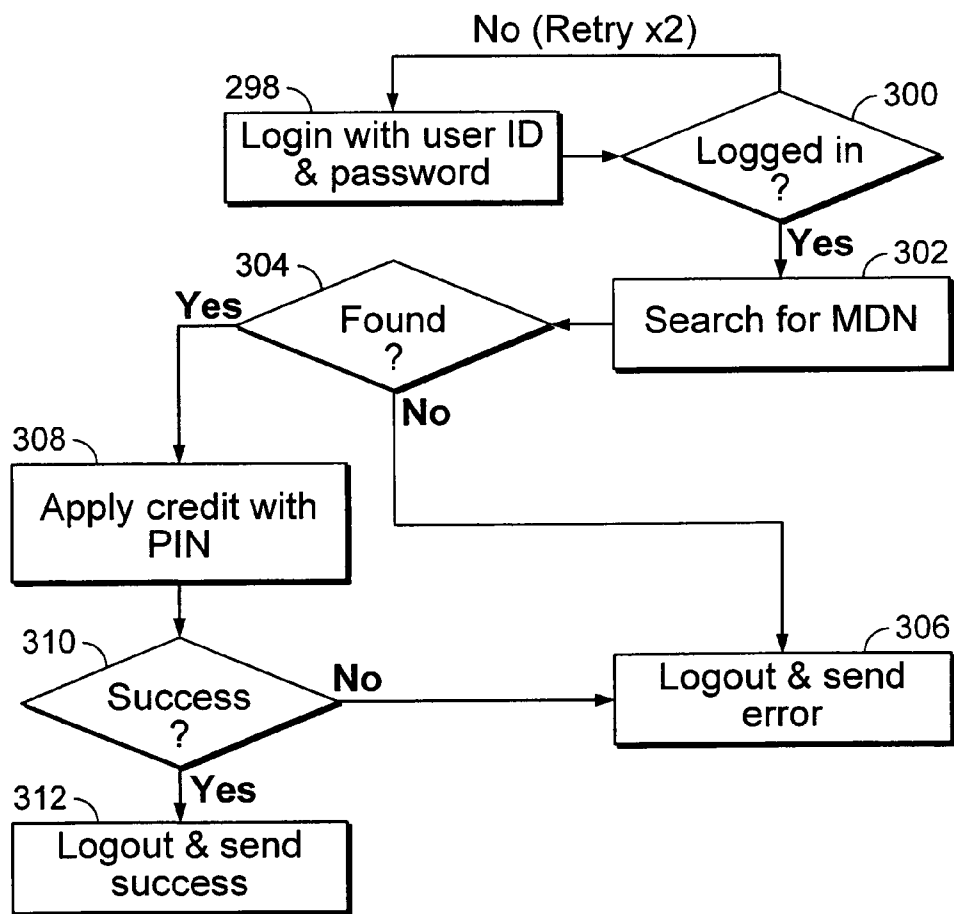 No (Retry x2)
298
Login with user ID
& password
300
Logged in
?
Yes
302
Search for MDN
304
Found
?
Yes
No
308
Apply credit with
PIN
310
Success
?
No
306
Logout & send
error
Yes
312
Logout & send
success